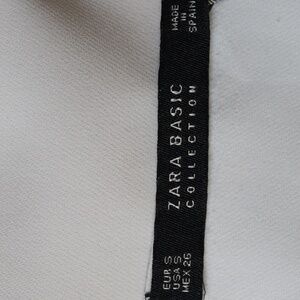 EUR S
USA S
MEX 26
ZARA BASIC
COLLECTION
MADE
IN
SPAIN